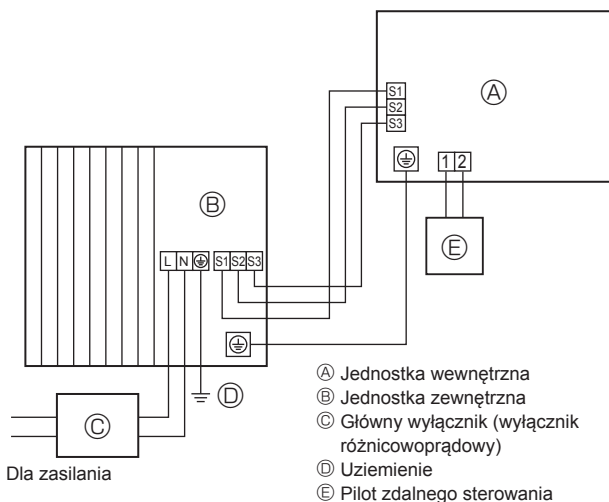 S1
S2
S3
Ⓐ
1 2
Ⓑ
L N S1 S2 S3
Ⓔ
Ⓓ
Ⓒ
Dla zasilania
Ⓐ Jednostka wewnętrzna
Ⓑ Jednostka zewnętrzna
Ⓒ Główny wyłącznik (wyłącznik
różnicowoprądowy)
Ⓓ Uziemienie
Ⓔ Pilot zdalnego sterowania